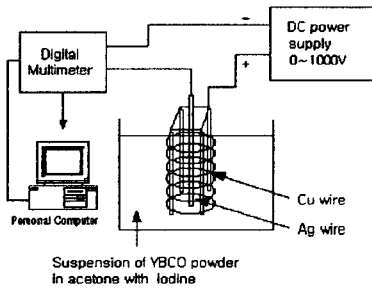 Digital
Multimeter
−
+
DC power
supply
0~1000V
Personal Computer
Cu wire
Ag wire
Suspension of YBCO powder
in acetone with iodine